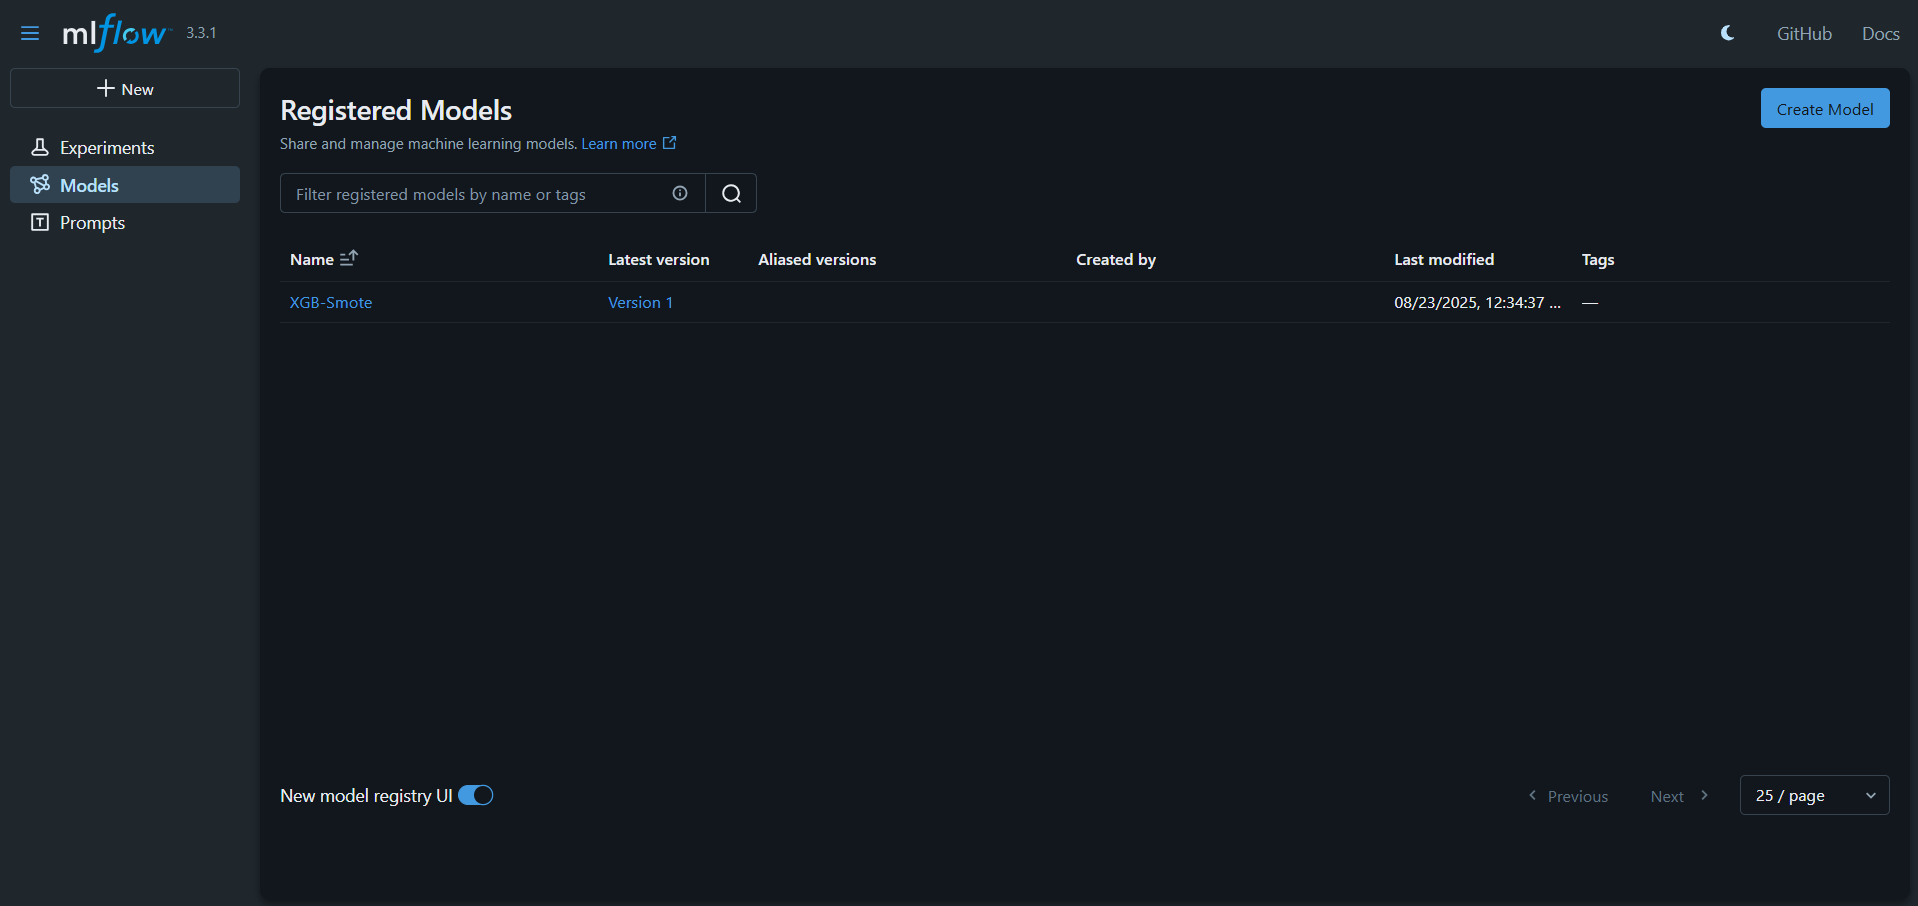 mlflow™ 3.3.1
GitHub Docs
New
Experiments
Models
Prompts
Registered Models
Create Model
Share and manage machine learning models. Learn more
Filter registered models by name or tags
Name Latest version Aliased versions Created by Last modified Tags
XGB-Smote Version 1 08/23/2025, 12:34:37 ... —
New model registry UI
Previous Next 25 / page